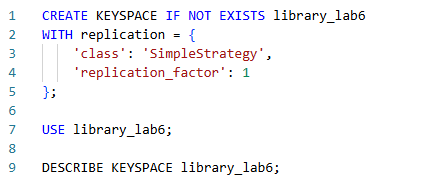 1 CREATE KEYSPACE IF NOT EXISTS library_lab6
2 WITH replication = {
3 'class': 'SimpleStrategy',
4 'replication_factor': 1
5 };
6
7 USE library_lab6;
8
9 DESCRIBE KEYSPACE library_lab6;